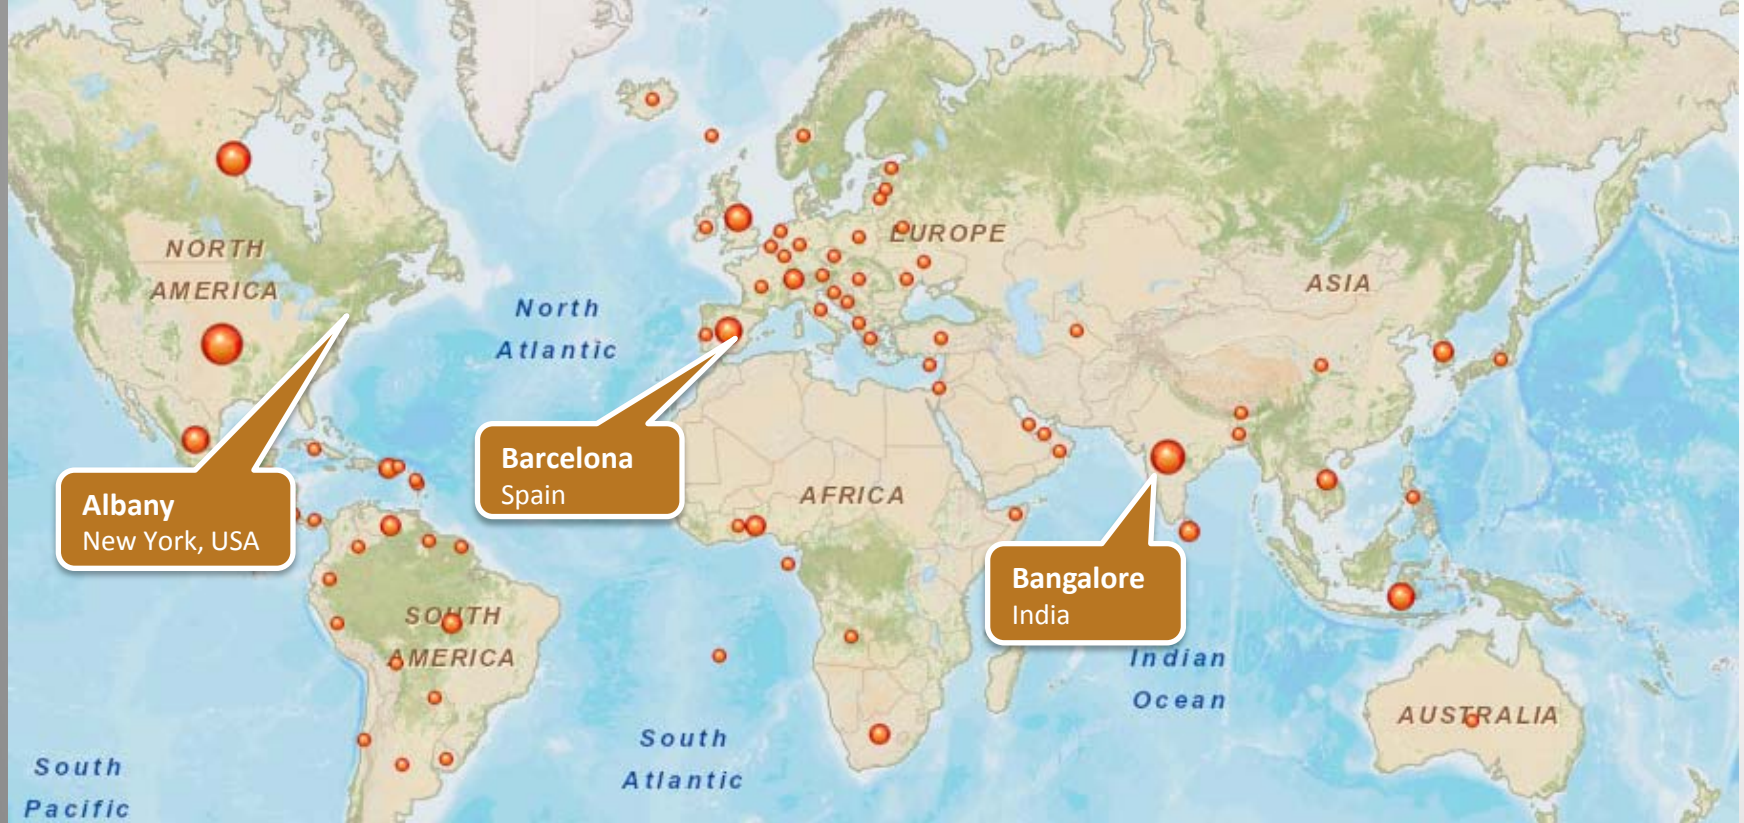 NORTH
AMERICA
North
Atlantic
EUROPE
ASIA
Albany
New York, USA
Barcelona
Spain
AFRICA
Bangalore
India
SOUTH
AMERICA
Indian
Ocean
AUSTRALIA
South
Atlantic
South
Pacific